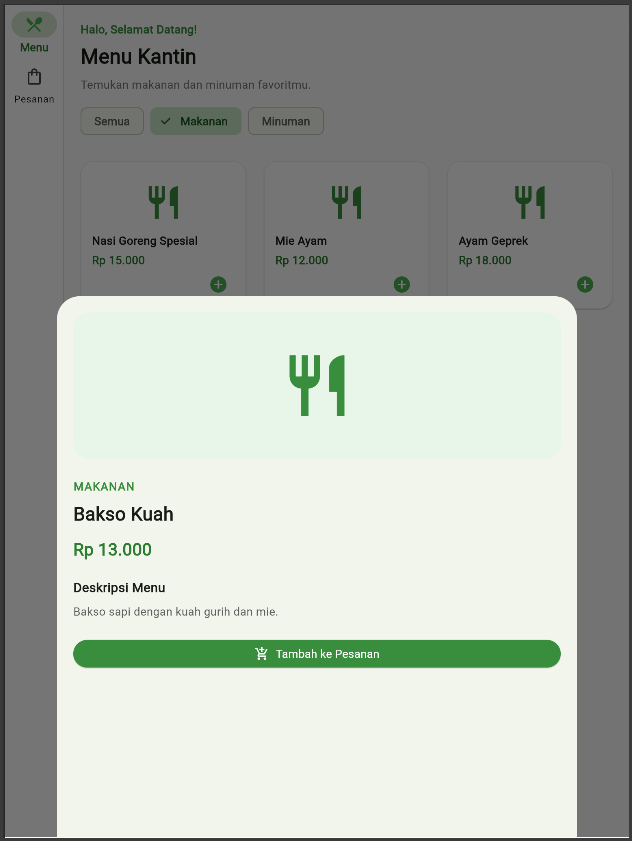 Menu
Pesanan
Halo, Selamat Datang!
Menu Kantin
Temukan makanan dan minuman favoritmu.
Semua
Makanan
Minuman
Nasi Goreng Spesial
Rp 15.000
Mie Ayam
Rp 12.000
Ayam Geprek
Rp 18.000
MAKANAN
Bakso Kuah
Rp 13.000
Deskripsi Menu
Bakso sapi dengan kuah gurih dan mie.
Tambah ke Pesanan